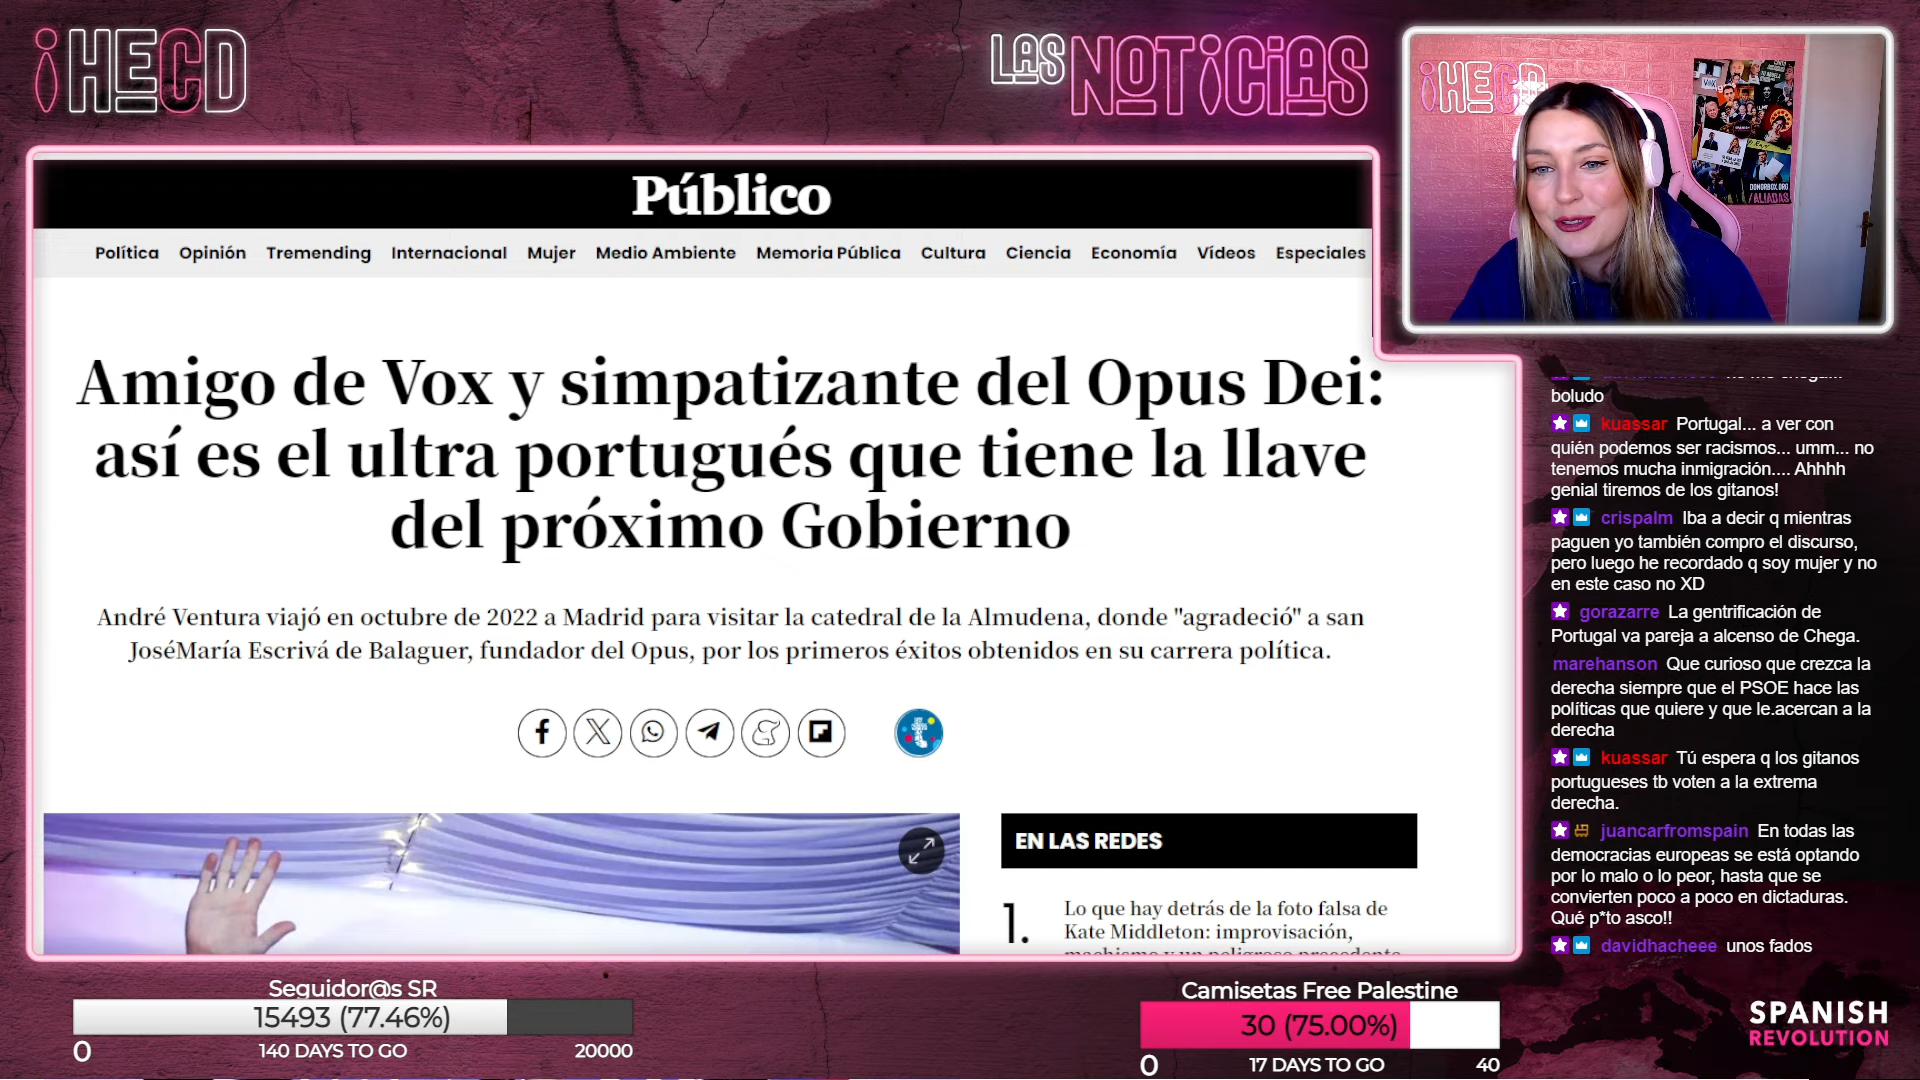 ¡HECD
LAS NOTICIAS
¡HECD
DONORBOX.ORG
/ALIADAS
Público
Política Opinión Tremending Internacional Mujer Medio Ambiente Memoria Pública Cultura Ciencia Economía Vídeos Especiales
Amigo de Vox y simpatizante del Opus Dei:
así es el ultra portugués que tiene la llave
del próximo Gobierno
André Ventura viajó en octubre de 2022 a Madrid para visitar la catedral de la Almudena, donde "agradeció" a san
JoséMaría Escrivá de Balaguer, fundador del Opus, por los primeros éxitos obtenidos en su carrera política.
EN LAS REDES
1.
Lo que hay detrás de la foto falsa de
Kate Middleton: improvisación,
machismo y un peligroso precedente
boludo
kuassar Portugal... a ver con
quién podemos ser racismos... umm... no
tenemos mucha inmigración.... Ahhhh
genial tiremos de los gitanos!
crispalm Iba a decir q mientras
paguen yo también compro el discurso,
pero luego he recordado q soy mujer y no
en este caso no XD
gorazarre La gentrificación de
Portugal va pareja a alcenso de Chega.
marehanson Que curioso que crezca la
derecha siempre que el PSOE hace las
políticas que quiere y que le.acercan a la
derecha
kuassar Tú espera q los gitanos
portugueses tb voten a la extrema
derecha.
juancarfromspain En todas las
democracias europeas se está optando
por lo malo o lo peor, hasta que se
convierten poco a poco en dictaduras.
Qué p*to asco!!
davidhacheee unos fados
Seguidor@s SR
15493 (77.46%)
0 140 DAYS TO GO 20000
Camisetas Free Palestine
30 (75.00%)
0 17 DAYS TO GO 40
SPANISH
REVOLUTION